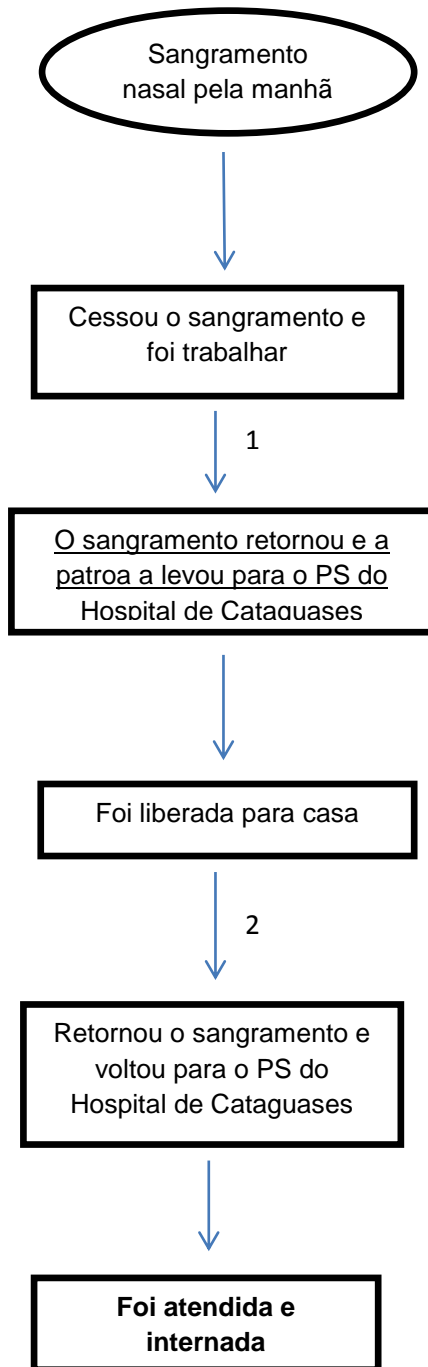 Sangramento
nasal pela manhã
Cessou o sangramento e
foi trabalhar
1
O sangramento retornou e a
patroa a levou para o PS do
Hospital de Cataguases
Foi liberada para casa
2
Retornou o sangramento e
voltou para o PS do
Hospital de Cataguases
Foi atendida e
internada